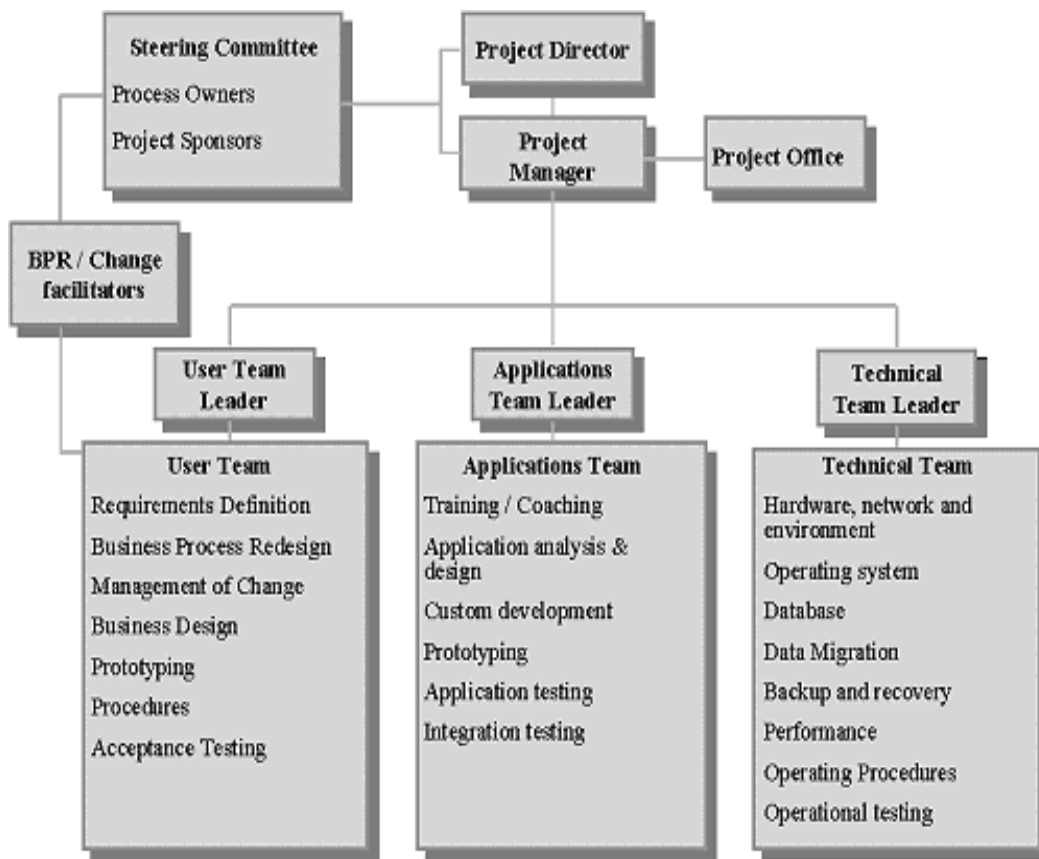 Steering Committee
Process Owners
Project Sponsors
Project Director
Project
Manager
Project Office
BPR / Change
facilitators
User Team
Leader
Applications
Team Leader
Technical
Team Leader
User Team
Requirements Definition
Business Process Redesign
Management of Change
Business Design
Prototyping
Procedures
Acceptance Testing
Applications Team
Training / Coaching
Application analysis &
design
Custom development
Prototyping
Application testing
Integration testing
Technical Team
Hardware, network and
environment
Operating system
Database
Data Migration
Backup and recovery
Performance
Operating Procedures
Operational testing